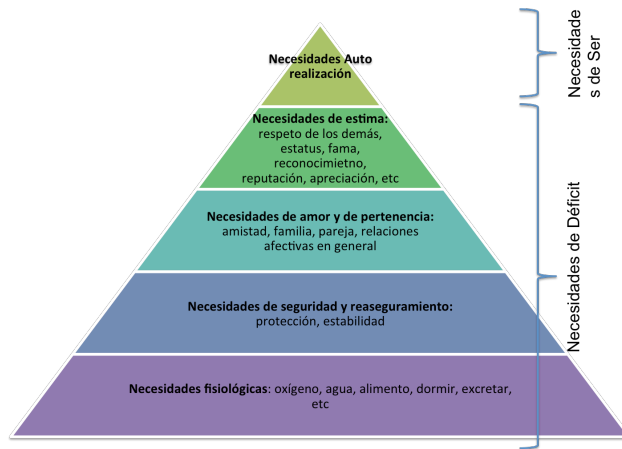 Necesidades Auto
realización
Necesidades de estima:
respeto de los demás,
estatus, fama,
reconocimietno,
reputación, apreciación, etc
Necesidades de amor y de pertenencia:
amistad, familia, pareja, relaciones
afectivas en general
Necesidades de seguridad y reaseguramiento:
protección, estabilidad
Necesidades fisiológicas: oxígeno, agua, alimento, dormir, excretar,
etc
Necesidade
s de Ser
Necesidades de Déficit